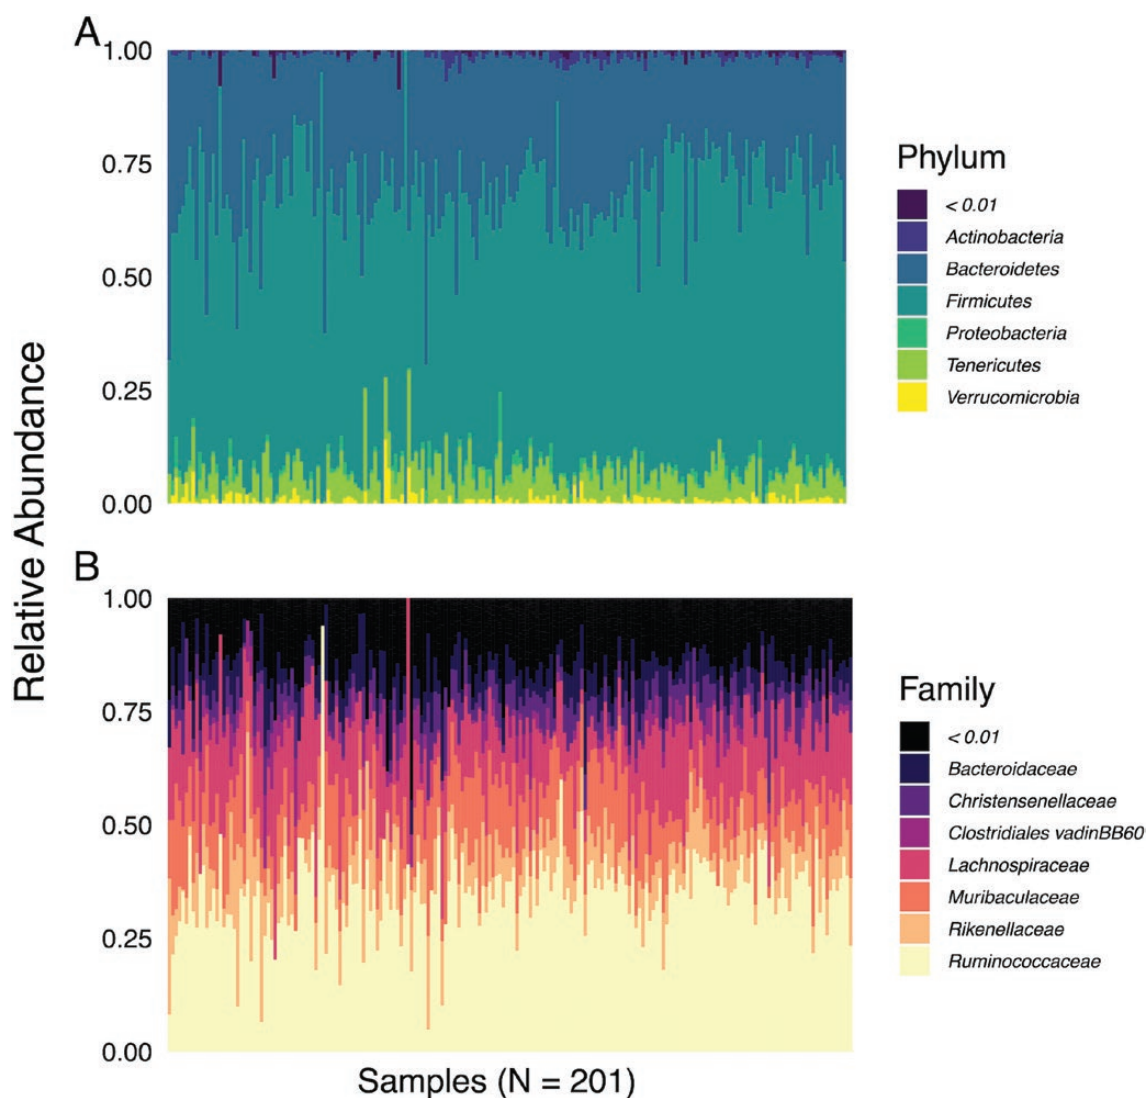 A
1.00
0.75
0.50
0.25
0.00
Phylum
< 0.01
Actinobacteria
Bacteroidetes
Firmicutes
Proteobacteria
Tenericutes
Verrucomicrobia
Relative Abundance
B
1.00
0.75
0.50
0.25
0.00
Family
< 0.01
Bacteroidaceae
Christensenellaceae
Clostridiales vadinBB60
Lachnospiraceae
Muribaculaceae
Rikenellaceae
Ruminococcaceae
Samples (N = 201)